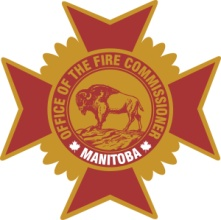 OFFICE OF THE FIRE COMMISSIONER
MANITOBA